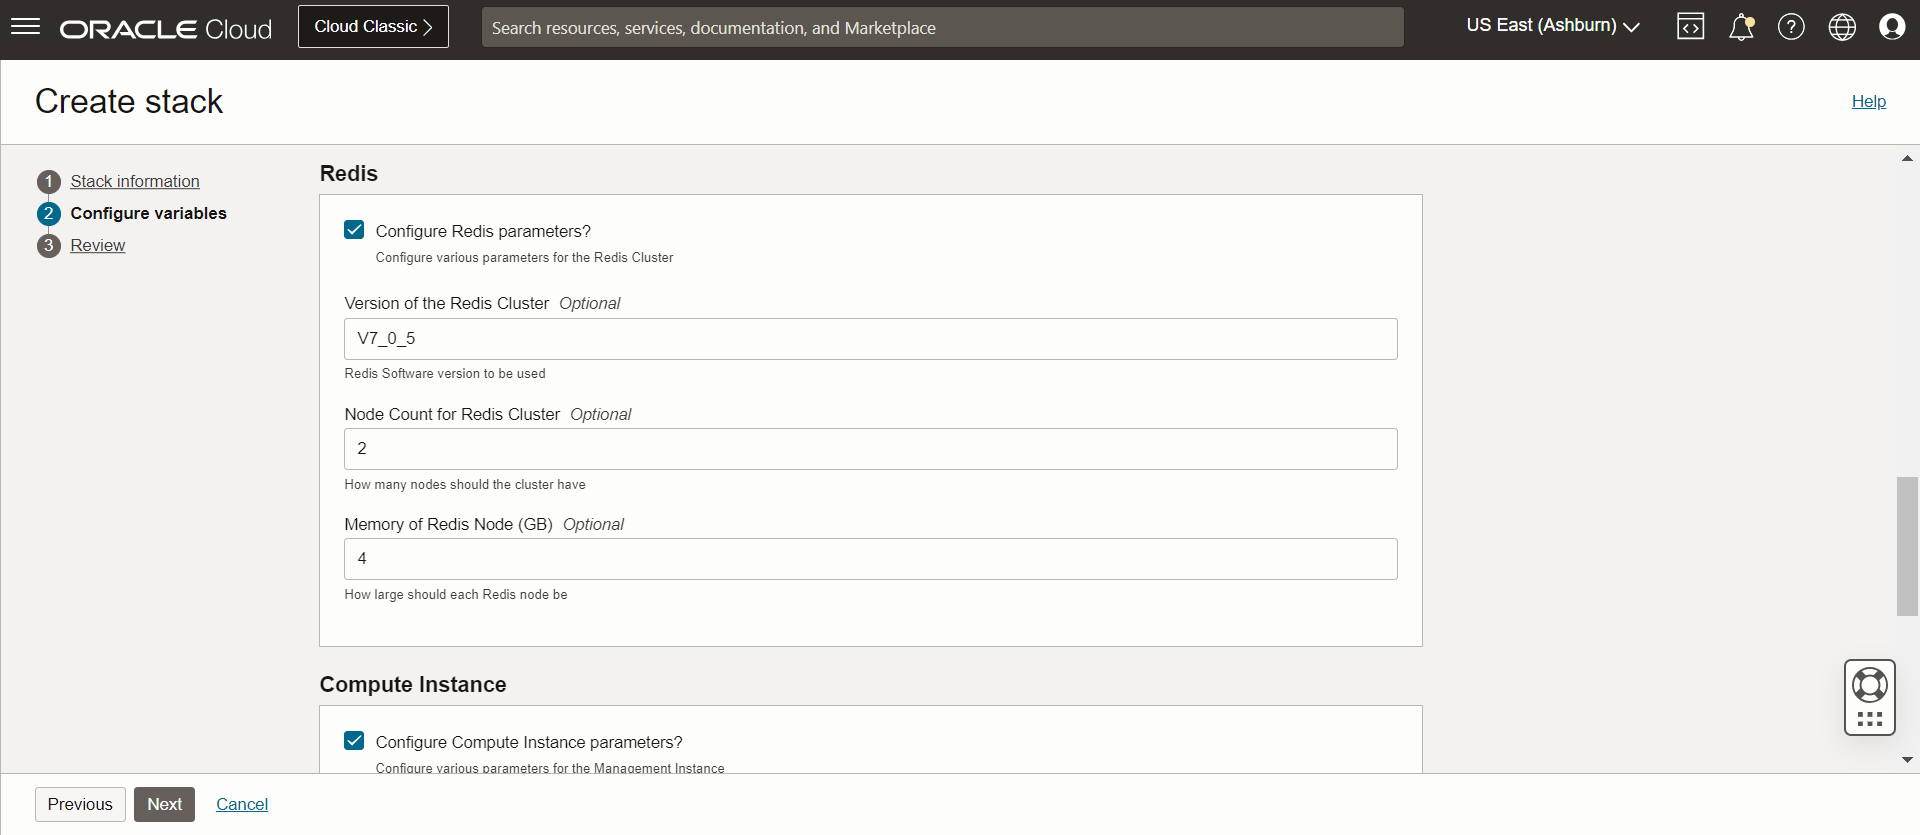 ORACLE Cloud
Cloud Classic
Search resources, services, documentation, and Marketplace
US East (Ashburn)
Create stack
Help
1 Stack information
2 Configure variables
3 Review
Redis
Configure Redis parameters?
Configure various parameters for the Redis Cluster
Version of the Redis Cluster Optional
V7_0_5
Redis Software version to be used
Node Count for Redis Cluster Optional
2
How many nodes should the cluster have
Memory of Redis Node (GB) Optional
4
How large should each Redis node be
Compute Instance
Configure Compute Instance parameters?
Configure various parameters for the Management Instance
Previous
Next
Cancel